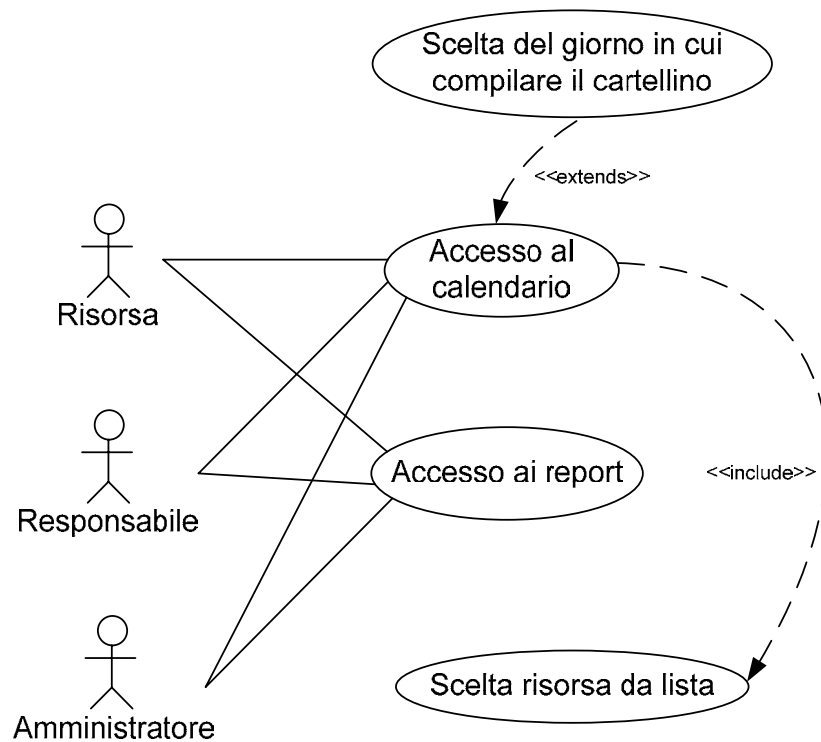 Scelta del giorno in cui
compilare il cartellino
<<extends>>
Accesso al
calendario
Risorsa
Accesso ai report
<<include>>
Responsabile
Scelta risorsa da lista
Amministratore